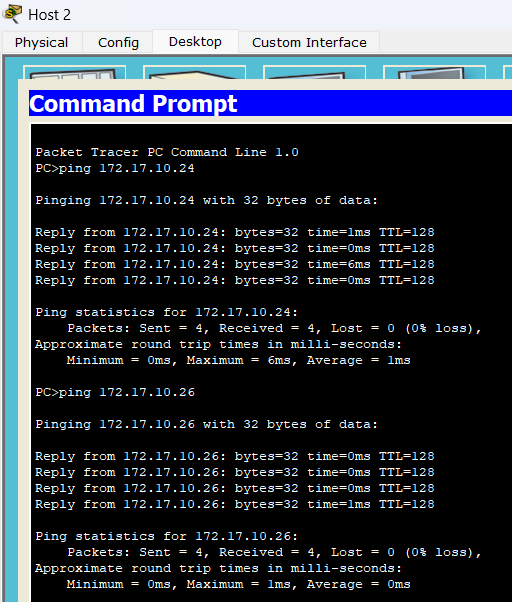 Host 2
Physical Config Desktop Custom Interface
Command Prompt
Packet Tracer PC Command Line 1.0
PC>ping 172.17.10.24
Pinging 172.17.10.24 with 32 bytes of data:
Reply from 172.17.10.24: bytes=32 time=1ms TTL=128
Reply from 172.17.10.24: bytes=32 time=0ms TTL=128
Reply from 172.17.10.24: bytes=32 time=6ms TTL=128
Reply from 172.17.10.24: bytes=32 time=0ms TTL=128
Ping statistics for 172.17.10.24:
    Packets: Sent = 4, Received = 4, Lost = 0 (0% loss),
Approximate round trip times in milli-seconds:
    Minimum = 0ms, Maximum = 6ms, Average = 1ms
PC>ping 172.17.10.26
Pinging 172.17.10.26 with 32 bytes of data:
Reply from 172.17.10.26: bytes=32 time=0ms TTL=128
Reply from 172.17.10.26: bytes=32 time=0ms TTL=128
Reply from 172.17.10.26: bytes=32 time=0ms TTL=128
Reply from 172.17.10.26: bytes=32 time=1ms TTL=128
Ping statistics for 172.17.10.26:
    Packets: Sent = 4, Received = 4, Lost = 0 (0% loss),
Approximate round trip times in milli-seconds:
    Minimum = 0ms, Maximum = 1ms, Average = 0ms